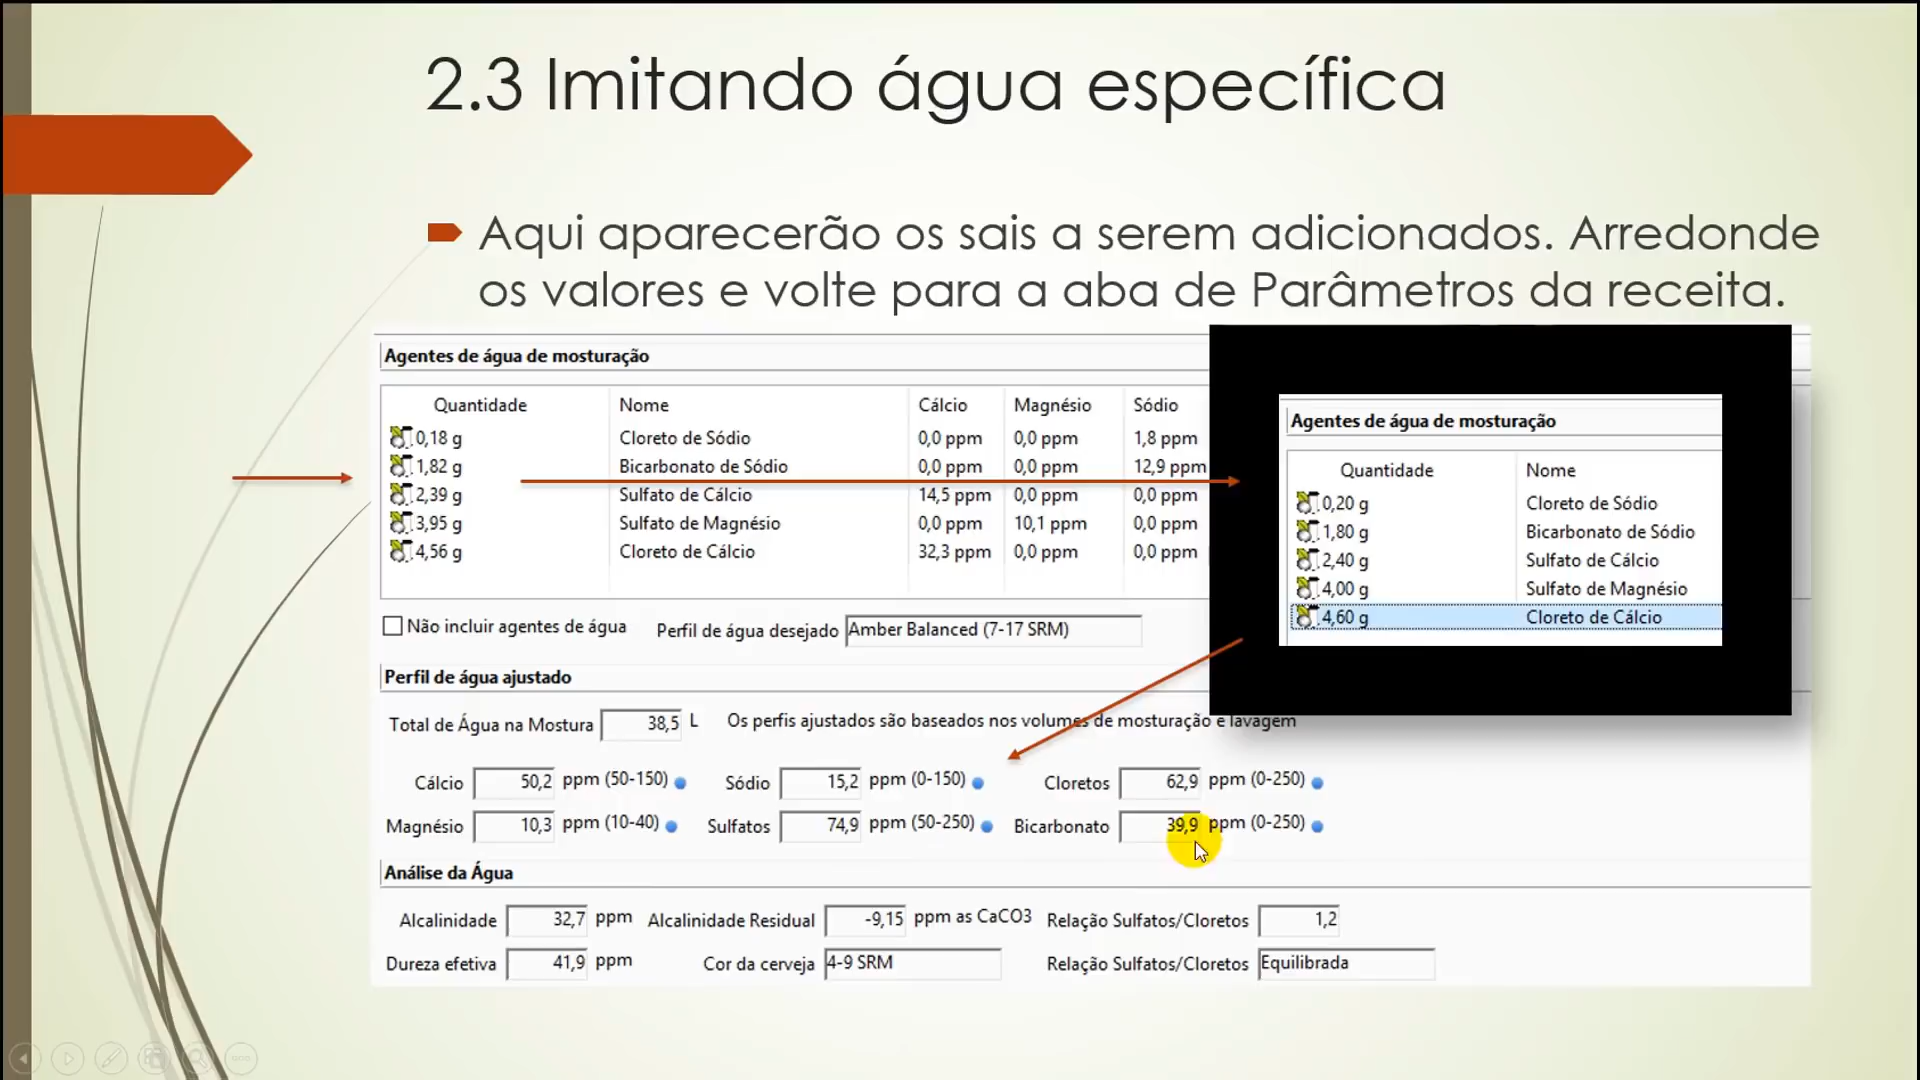 2.3 Imitando água específica
Aqui aparecerão os sais a serem adicionados. Arredonde
os valores e volte para a aba de Parâmetros da receita.
Agentes de água de mosturação
Quantidade Nome Cálcio Magnésio Sódio
0,18 g Cloreto de Sódio 0,0 ppm 0,0 ppm 1,8 ppm
1,82 g Bicarbonato de Sódio 0,0 ppm 0,0 ppm 12,9 ppm
2,39 g Sulfato de Cálcio 14,5 ppm 0,0 ppm 0,0 ppm
3,95 g Sulfato de Magnésio 0,0 ppm 10,1 ppm 0,0 ppm
4,56 g Cloreto de Cálcio 32,3 ppm 0,0 ppm 0,0 ppm
Agentes de água de mosturação
Quantidade Nome
0,20 g Cloreto de Sódio
1,80 g Bicarbonato de Sódio
2,40 g Sulfato de Cálcio
4,00 g Sulfato de Magnésio
4,60 g Cloreto de Cálcio
Não incluir agentes de água Perfil de água desejado Amber Balanced (7-17 SRM)
Perfil de água ajustado
Total de Água na Mostura 38,5 L Os perfis ajustados são baseados nos volumes de mosturação e lavagem
Cálcio 50,2 ppm (50-150) Sódio 15,2 ppm (0-150) Cloretos 62,9 ppm (0-250)
Magnésio 10,3 ppm (10-40) Sulfatos 74,9 ppm (50-250) Bicarbonato 39,9 ppm (0-250)
Análise da Água
Alcalinidade 32,7 ppm Alcalinidade Residual -9,15 ppm as CaCO3 Relação Sulfatos/Cloretos 1,2
Dureza efetiva 41,9 ppm Cor da cerveja 4-9 SRM Relação Sulfatos/Cloretos Equilibrada